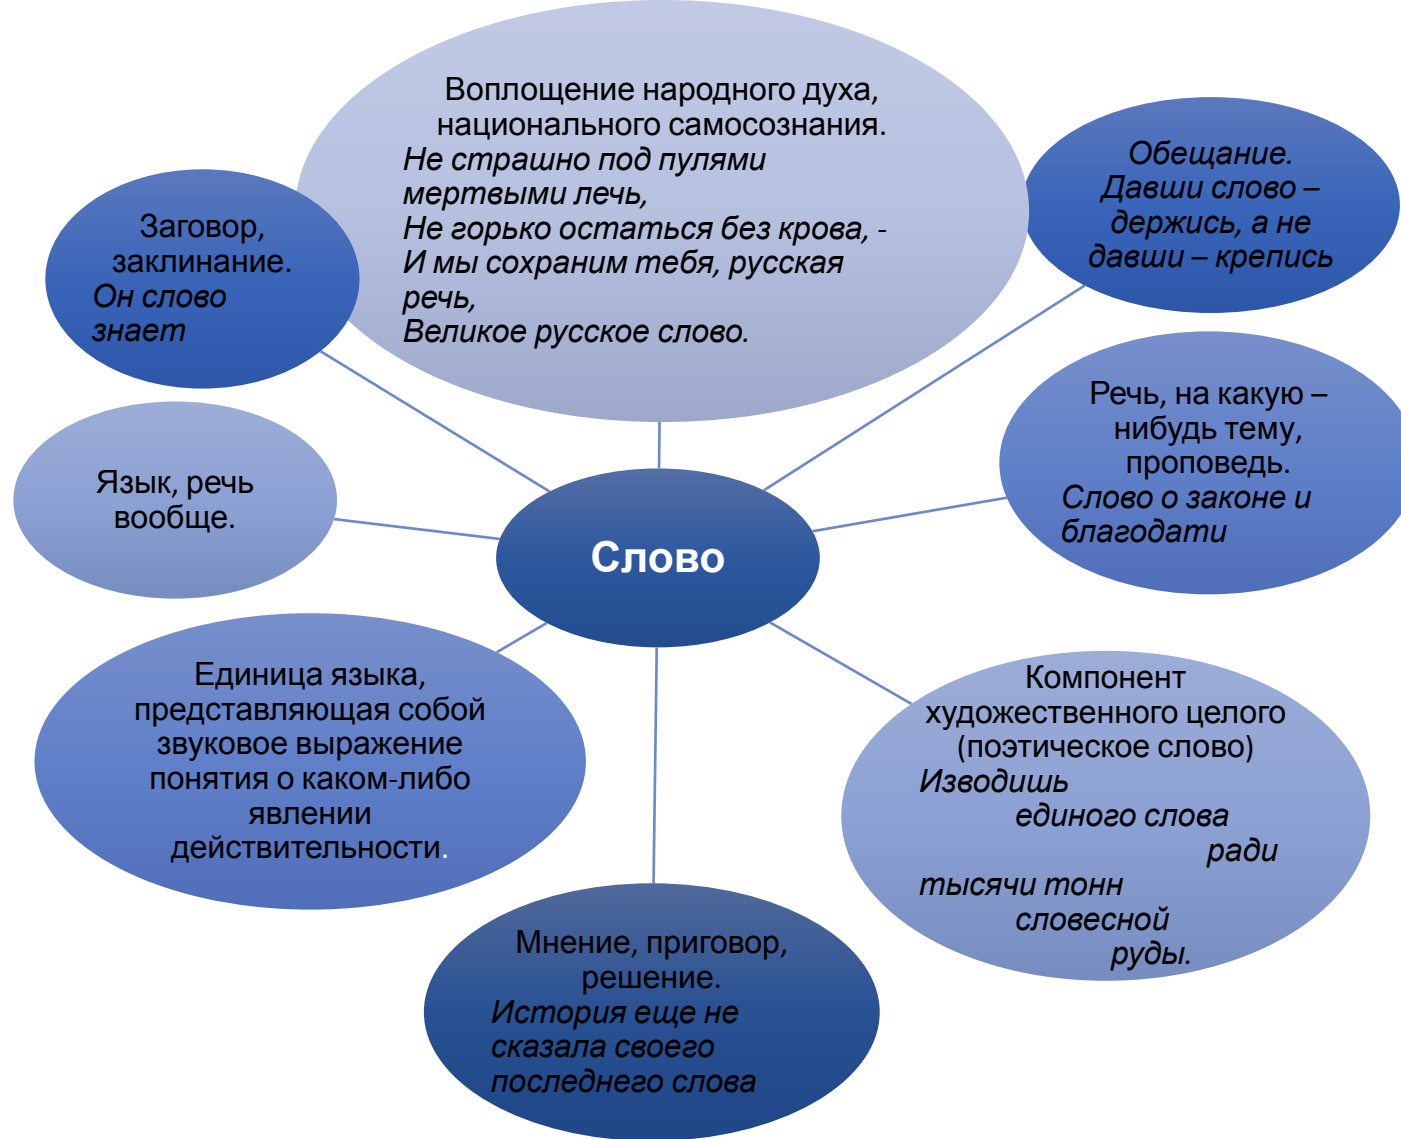 Воплощение народного духа,
национального самосознания.
Не страшно под пулями
мертвыми лечь,
Не горько остаться без крова, -
И мы сохраним тебя, русская
речь,
Великое русское слово.
Обещание.
Давши слово –
держись, а не
давши – крепись
Заговор,
заклинание.
Он слово
знает
Речь, на какую –
нибудь тему,
проповедь.
Слово о законе и
благодати
Язык, речь
вообще.
Слово
Единица языка,
представляющая собой
звуковое выражение
понятия о каком-либо
явлении
действительности.
Компонент
художественного целого
(поэтическое слово)
Изводишь
единого слова
ради
тысячи тонн
словесной
руды.
Мнение, приговор,
решение.
История еще не
сказала своего
последнего слова